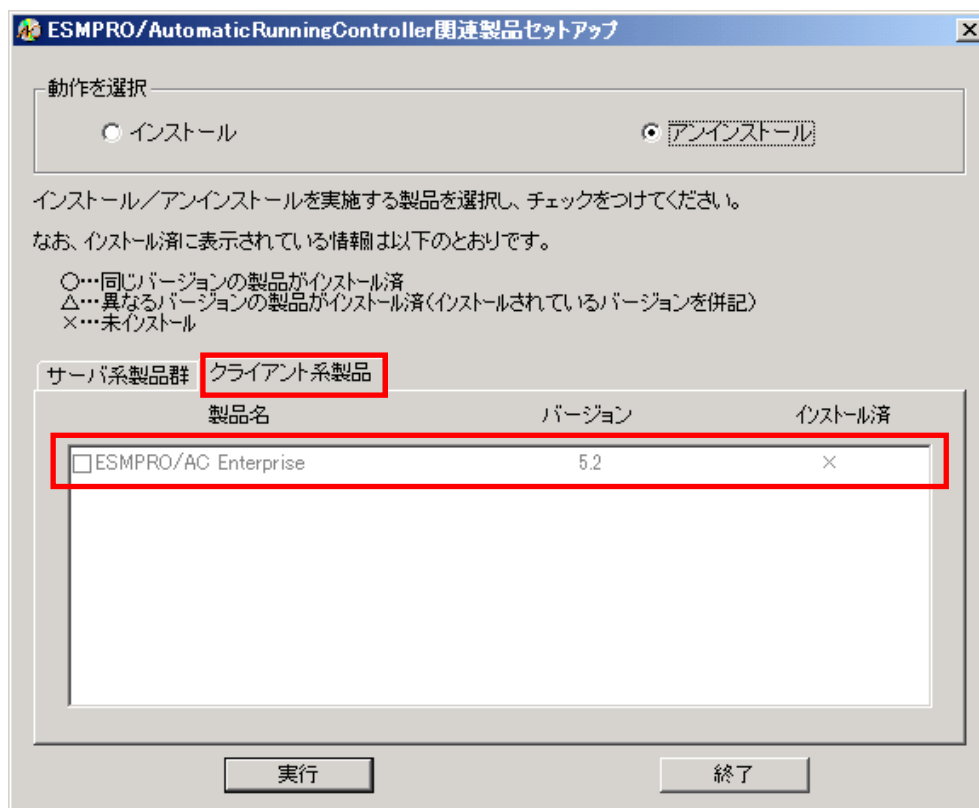 ESMPRO/AutomaticRunningController関連製品セットアップ
動作を選択
インストール
アンインストール
インストール／アンインストールを実施する製品を選択し、チェックをつけてください。
なお、インストール済に表示されている情報は以下のとおりです。
○…同じバージョンの製品がインストール済
△…異なるバージョンの製品がインストール済(インストールされているバージョンを併記)
×…未インストール
サーバ系製品群 クライアント系製品
製品名 バージョン インストール済
ESMPRO/AC Enterprise 5.2 ×
実行 終了